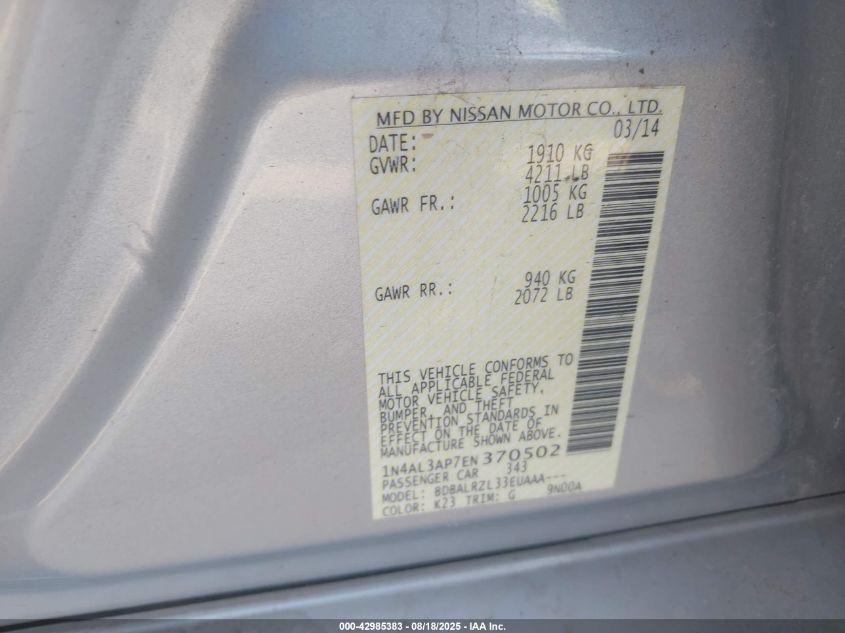 MFD BY NISSAN MOTOR CO., LTD.
DATE: 03/14
GVWR: 1910 KG
4211 LB
GAWR FR.: 1005 KG
2216 LB
GAWR RR.: 940 KG
2072 LB
THIS VEHICLE CONFORMS TO
ALL APPLICABLE FEDERAL
MOTOR VEHICLE SAFETY,
BUMPER, AND THEFT
PREVENTION STANDARDS IN
EFFECT ON THE DATE OF
MANUFACTURE SHOWN ABOVE.
1N4AL3AP7EN370502
PASSENGER CAR 343
MODEL: BDBALRZL33EUAAA---
COLOR: K23 TRIM: G 9N00A
000-42985383 - 08/18/2025 - IAA Inc.